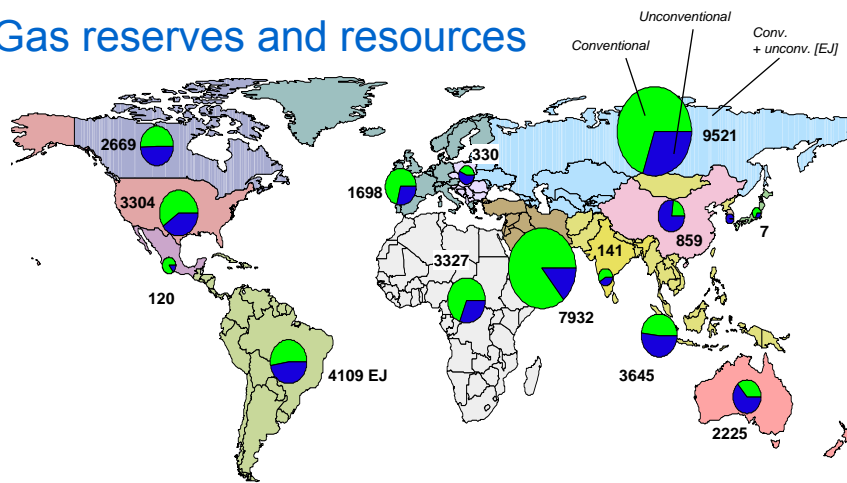 Gas reserves and resources
Unconventional
Conventional
Conv.
+ unconv. [EJ]
2669
9521
330
1698
3304
141
859
7
3327
120
7932
4109 EJ
3645
2225